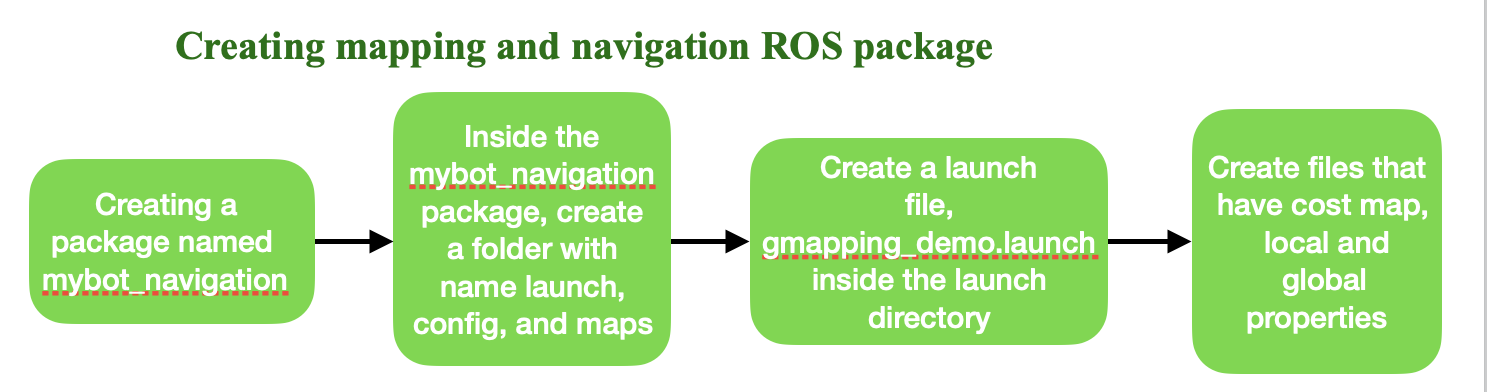 Creating mapping and navigation ROS package
Creating a
package named
mybot_navigation
Inside the
mybot_navigation
package, create
a folder with
name launch,
config, and maps
Create a launch
file,
gmapping_demo.launch
inside the launch
directory
Create files that
have cost map,
local and
global
properties